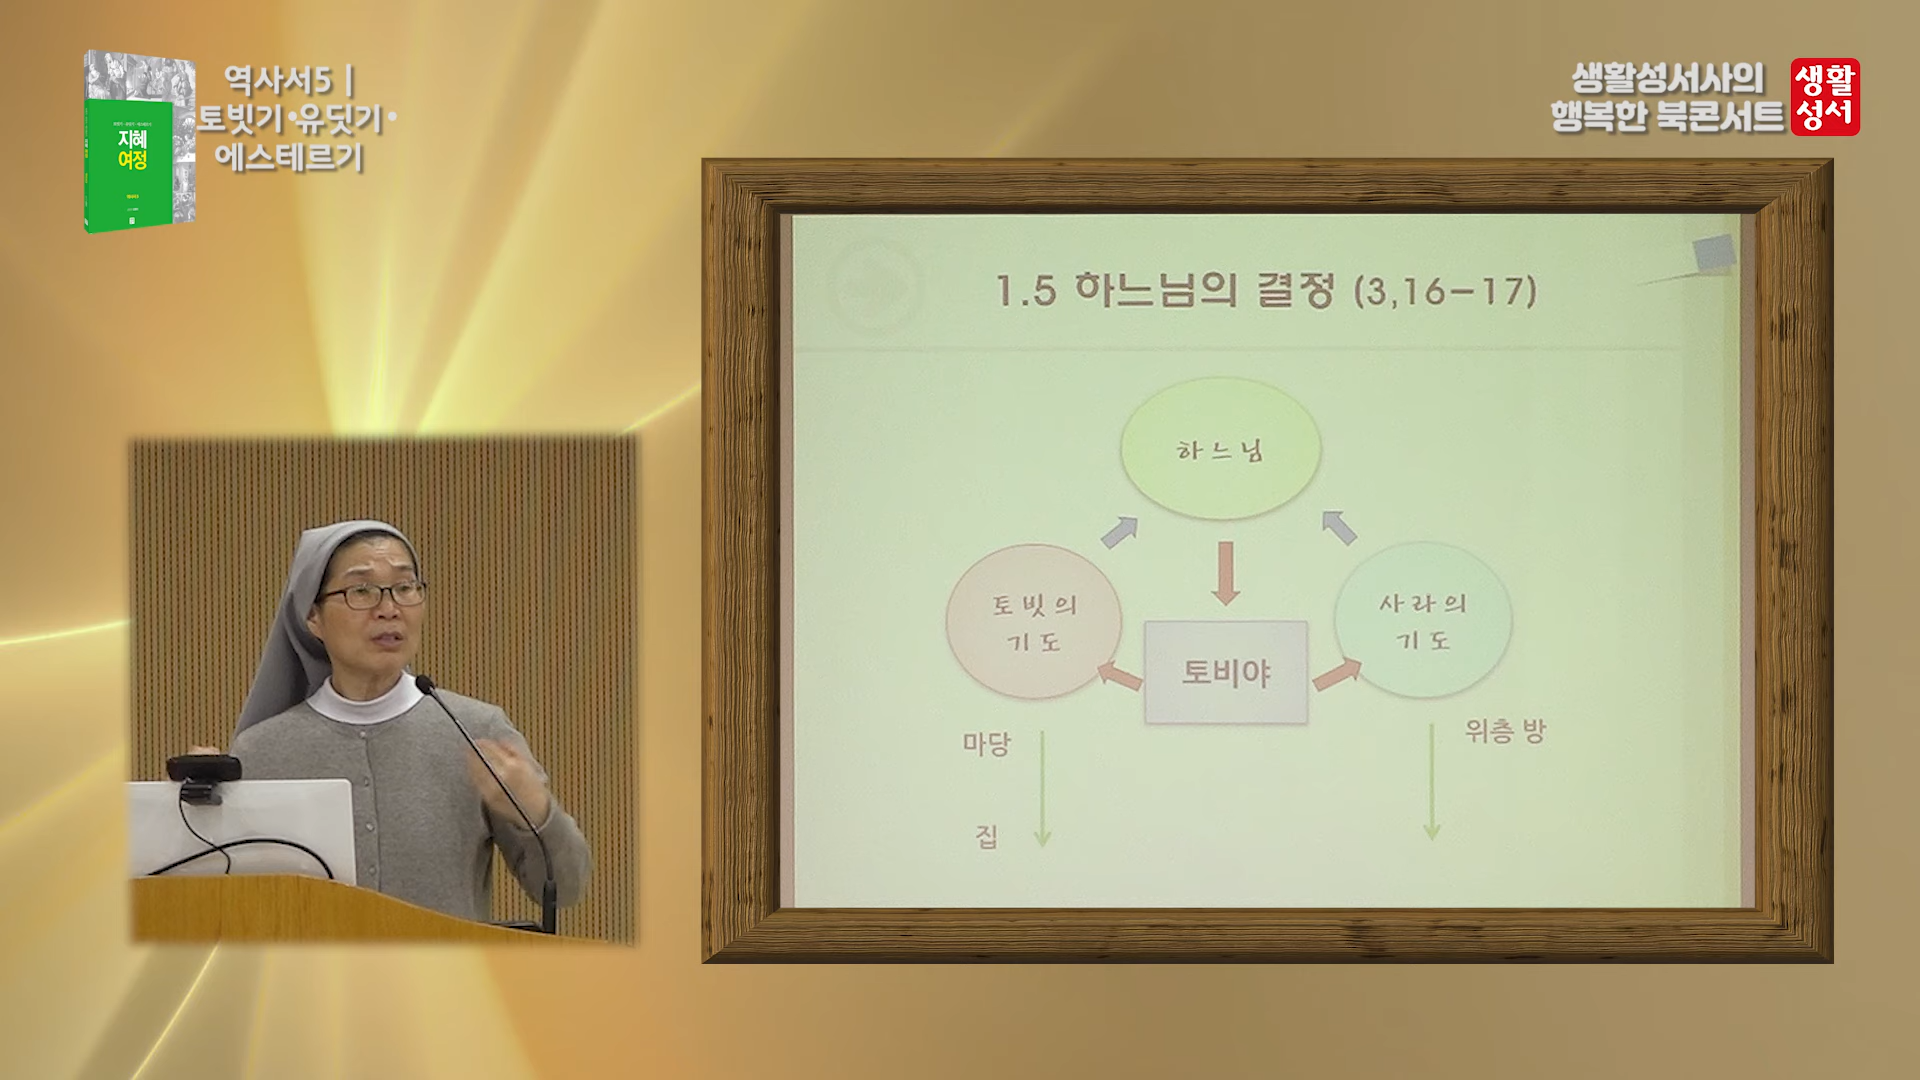 역사서5 |
토빗기·유딧기·
에스테르기
지혜
여정
생활성서사의
행복한 북콘서트
생활
성서
1.5 하느님의 결정 (3,16-17)
하느님
토빗의
기도
사라의
기도
토비야
마당
위층 방
집